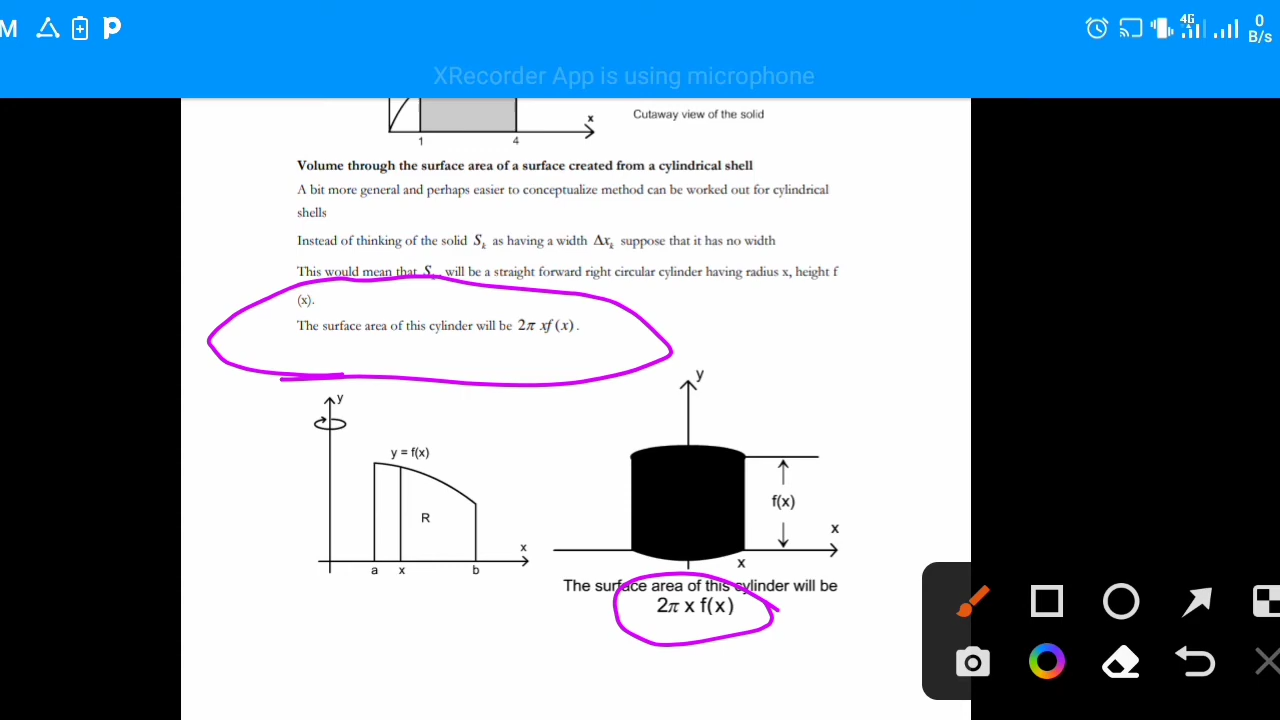 M
4G
0
B/s
XRecorder App is using microphone
x
1 4
Cutaway view of the solid
Volume through the surface area of a surface created from a cylindrical shell
A bit more general and perhaps easier to conceptualize method can be worked out for cylindrical
shells
Instead of thinking of the solid Sₖ as having a width Δxₖ suppose that it has no width
This would mean that Sₖ will be a straight forward right circular cylinder having radius x, height f
(x).
The surface area of this cylinder will be 2π xf(x).
y
y = f(x)
R
x
a x b
y
f(x)
x
x
The surface area of this cylinder will be
2π x f(x)